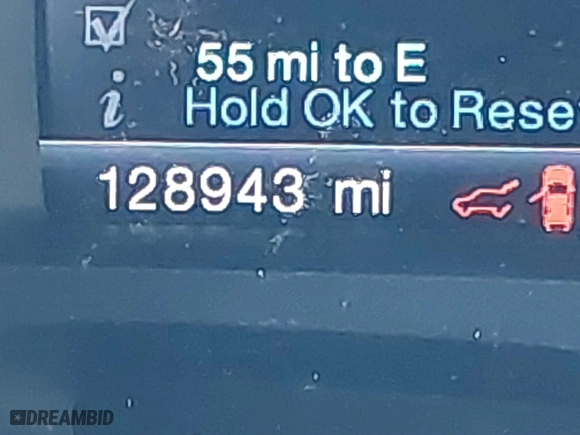 55 mi to E
i Hold OK to Rese
128943 mi
DREAMBID